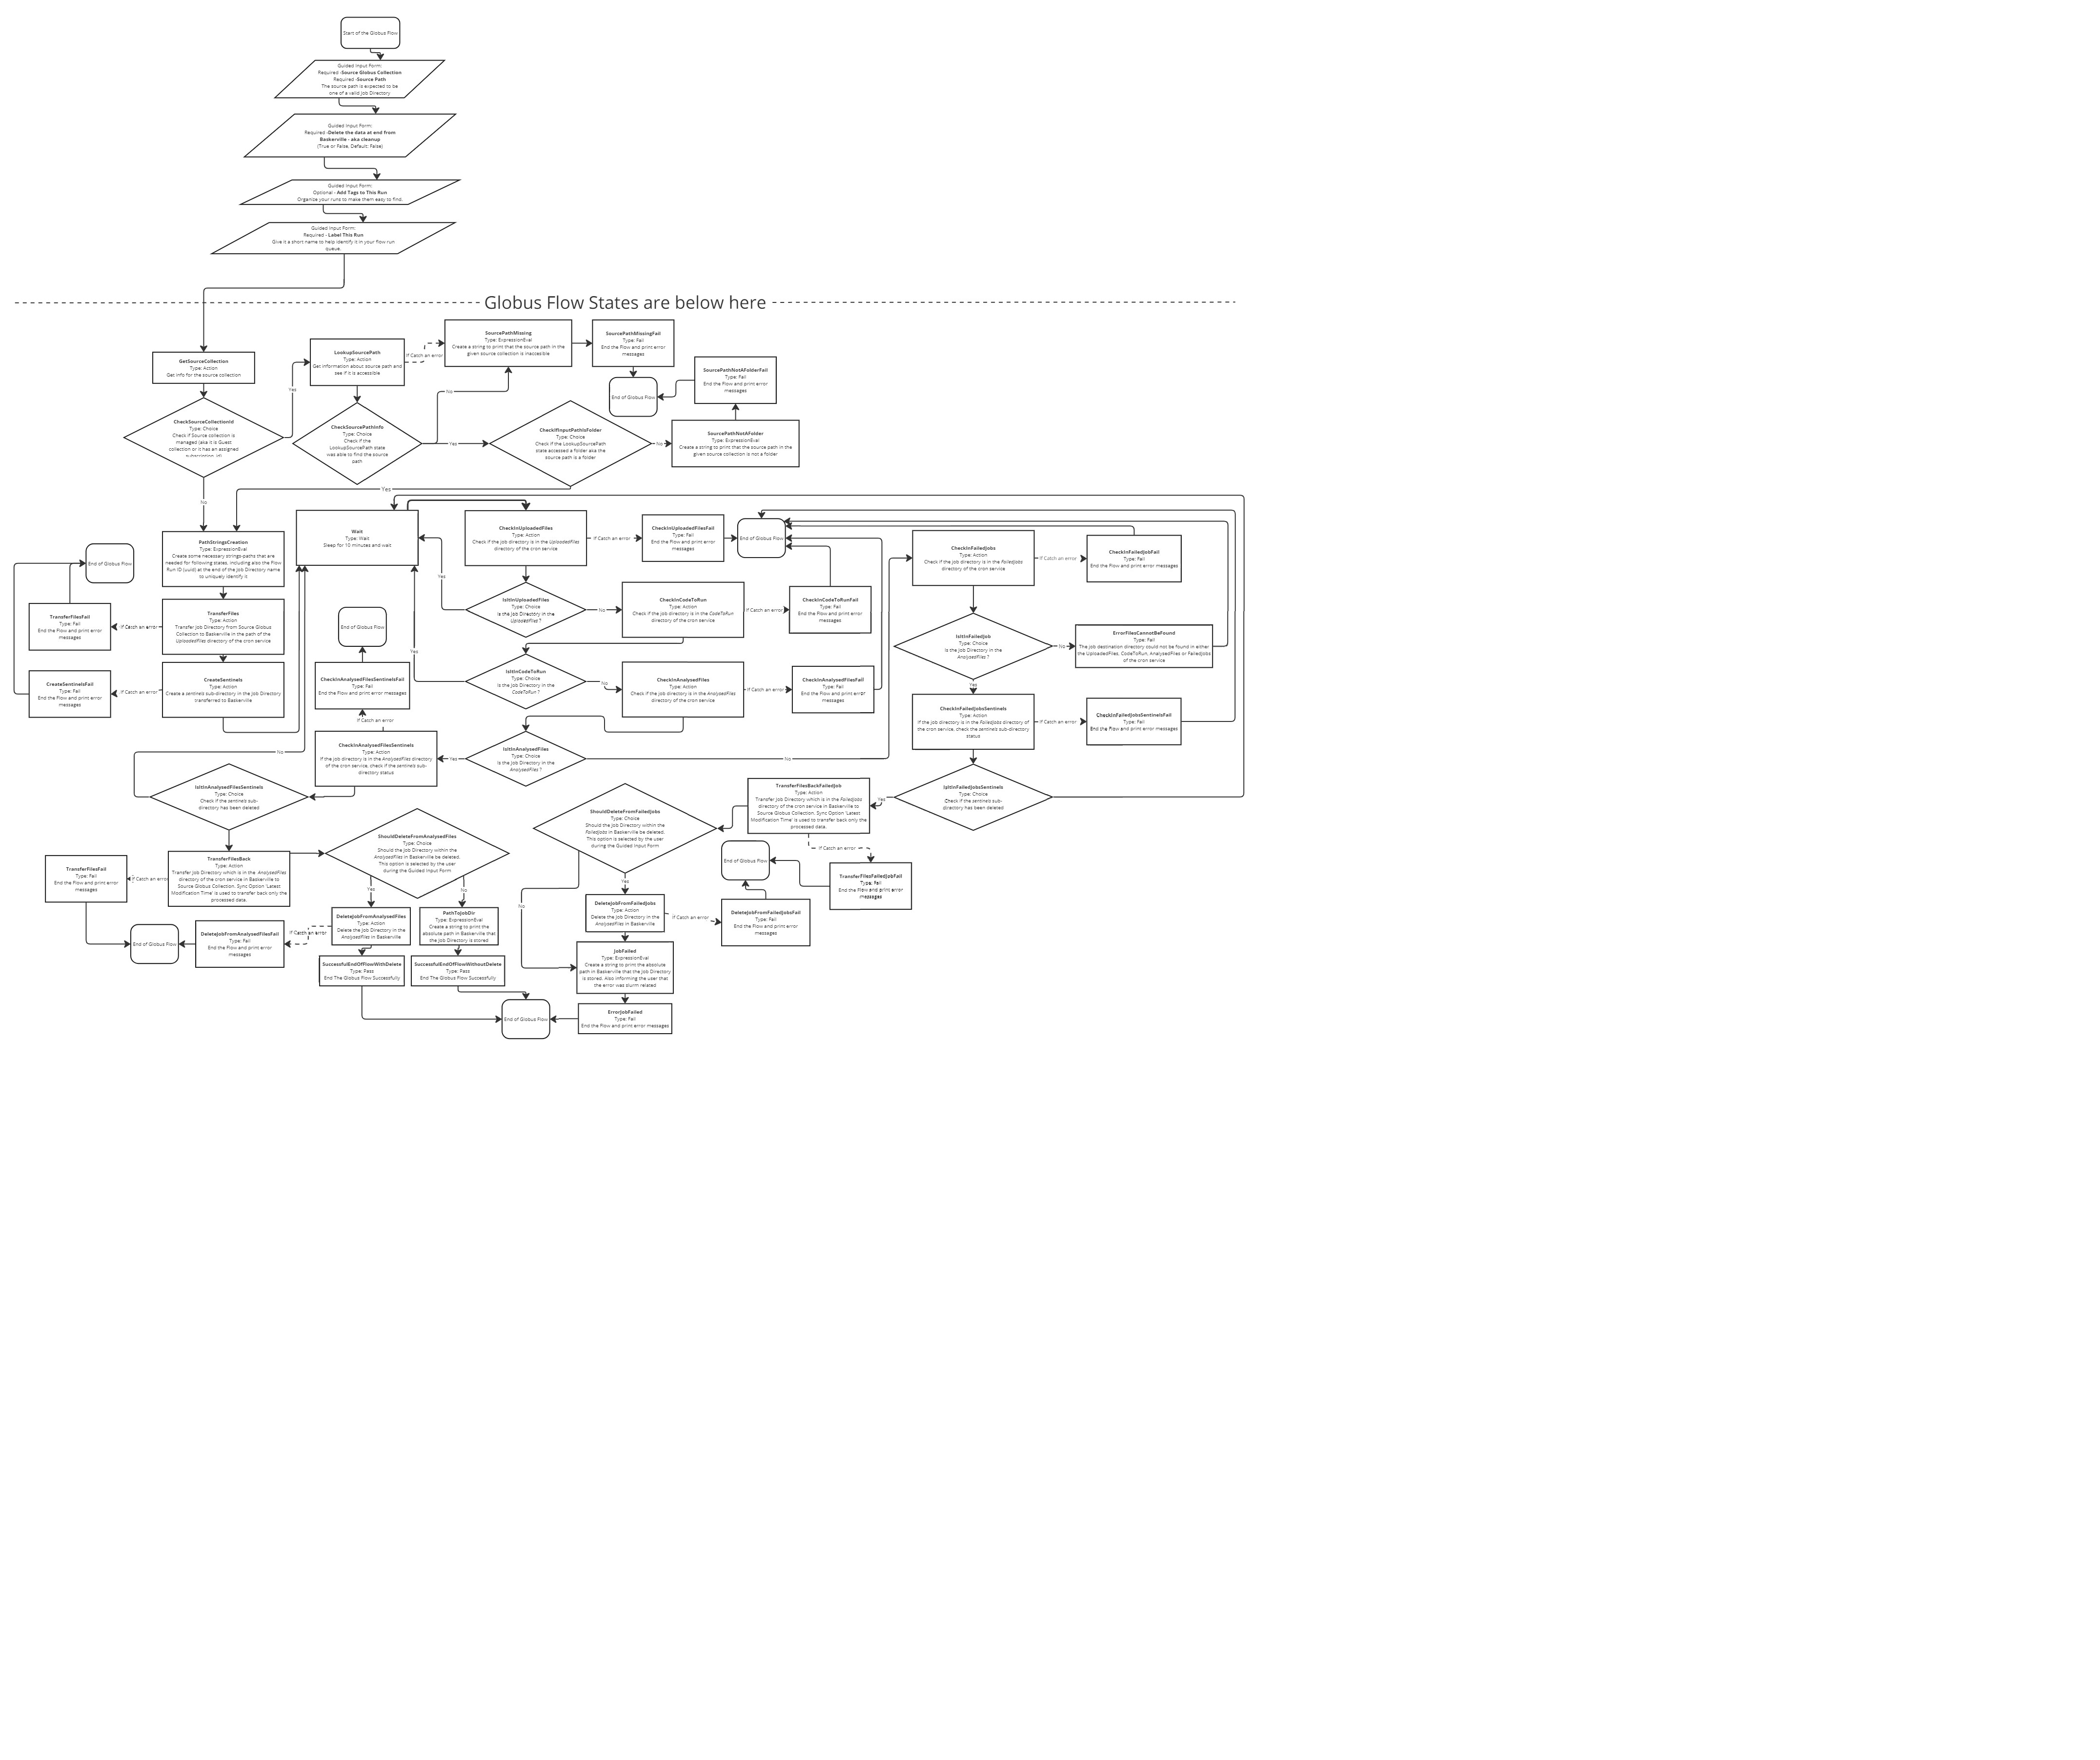 Start of the Globus Flow
Guided Input Form:
Required -Source Globus Collection
Required -Source Path
The source path is expected to be
one of a valid Job Directory
Guided Input Form:
Required -Delete the data at end from
Baskerville - aka cleanup
(True or False, Default: False)
Guided Input Form:
Optional - Add Tags to This Run
Organize your runs to make them easy to find.
Guided Input Form:
Required - Label This Run
Give it a short name to help identify it in your flow run
queue.
Globus Flow States are below here
GetSourceCollection
Type: Action
Get info for the source collection
CheckSourceCollectionId
Type: Choice
Check if Source collection is
managed (aka it is Guest
collection or it has an assigned
subscription_id)
Yes
No
LookupSourcePath
Type: Action
Get information about source path and
see if it is accessible
If Catch an error
CheckSourcePathInfo
Type: Choice
Check if the
LookupSourcePath state
was able to find the source
path
No
Yes
SourcePathMissing
Type: ExpressionEval
Create a string to print that the source path in the
given source collection is inaccesible
SourcePathMissingFail
Type: Fail
End the Flow and print error
messages
End of Globus Flow
CheckIfInputPathIsFolder
Type: Choice
Check if the LookupSourcePath
state accessed a folder aka the
source path is a folder
No
Yes
SourcePathNotAFolderFail
Type: Fail
End the Flow and print error
messages
SourcePathNotAFolder
Type: ExpressionEval
Create a string to print that the source path in the
given source collection is not a folder
PathStringsCreation
Type: ExpressionEval
Create some necessary strings-paths that are
needed for following states, including also the Flow
Run ID (uuid) at the end of the Job Directory name
to uniquely identify it
End of Globus Flow
TransferFiles
Type: Action
Transfer Job Directory from Source Globus
Collection to Baskerville in the path of the
UploadedFiles directory of the cron service
If Catch an error
TransferFilesFail
Type: Fail
End the Flow and print error
messages
CreateSentinels
Type: Action
Create a sentinels sub-directory in the Job Directory
transferred to Baskerville
If Catch an error
CreateSentinelsFail
Type: Fail
End the Flow and print error
messages
Wait
Type: Wait
Sleep for 10 minutes and wait
CheckInUploadedFiles
Type: Action
Check if the job directory is in the UploadedFiles
directory of the cron service
If Catch an error
CheckInUploadedFilesFail
Type: Fail
End the Flow and print error
messages
End of Globus Flow
IsItInUploadedFiles
Type: Choice
Is the Job Directory in the
UploadedFiles ?
Yes
No
CheckInCodeToRun
Type: Action
Check if the job directory is in the CodeToRun
directory of the cron service
If Catch an error
CheckInCodeToRunFail
Type: Fail
End the Flow and print error
messages
IsItInCodeToRun
Type: Choice
Is the Job Directory in the
CodeToRun ?
Yes
No
CheckInAnalysedFiles
Type: Action
Check if the job directory is in the AnalysedFiles
directory of the cron service
If Catch an error
CheckInAnalysedFilesFail
Type: Fail
End the Flow and print error
messages
IsItInAnalysedFiles
Type: Choice
Is the Job Directory in the
AnalysedFiles ?
Yes
No
End of Globus Flow
CheckInAnalysedFilesSentinelsFail
Type: Fail
End the Flow and print error messages
If Catch an error
CheckInAnalysedFilesSentinels
Type: Action
If the job directory is in the AnalysedFiles directory
of the cron service, check if the sentinels sub-
directory status
CheckInFailedJobs
Type: Action
Check if the job directory is in the FailedJobs
directory of the cron service
If Catch an error
CheckInFailedJobFail
Type: Fail
End the Flow and print error messages
IsItInFailedJob
Type: Choice
Is the Job Directory in the
AnalysedFiles ?
No
Yes
ErrorFilesCannotBeFound
Type: Fail
The job destination directory could not be found in either
the UploadedFiles, CodeToRun, AnalysedFiles or FailedJobs
of the cron service
CheckInFailedJobsSentinels
Type: Action
If the job directory is in the FailedJobs directory of
the cron service, check the sentinels sub-directory
status
If Catch an error
CheckInFailedJobsSentinelsFail
Type: Fail
End the Flow and print error messages
IsItInFailedJobsSentinels
Type: Choice
Check if the sentinels sub-
directory has been deleted
Yes
IsItInAnalysedFilesSentinels
Type: Choice
Check if the sentinels sub-
directory has been deleted
No
TransferFilesBack
Type: Action
Transfer Job Directory which is in the AnalysedFiles
directory of the cron service in Baskerville to
Source Globus Collection. Sync Option 'Latest
Modification Time' is used to transfer back only the
processed data.
If Catch an error
TransferFilesFail
Type: Fail
End the Flow and print error
messages
End of Globus Flow
ShouldDeleteFromAnalysedFiles
Type: Choice
Should the Job Directory within the
AnalysedFiles in Baskerville be deleted.
This option is selected by the user
during the Guided Input Form
Yes
No
DeleteJobFromAnalysedFiles
Type: Action
Delete the Job Directory in the
AnalysedFiles in Baskerville
If Catch an error
DeleteJobFromAnalysedFilesFail
Type: Fail
End the Flow and print error
messages
PathToJobDir
Type: ExpressionEval
Create a string to print the
absolute path in Baskerville that
the Job Directory is stored
SuccessfulEndOfFlowWithDelete
Type: Pass
End The Globus Flow Successfully
SuccessfulEndOfFlowWithoutDelete
Type: Pass
End The Globus Flow Successfully
End of Globus Flow
TransferFilesBackFailedJob
Type: Action
Transfer Job Directory which is in the FailedJobs
directory of the cron service in Baskerville to
Source Globus Collection. Sync Option 'Latest
Modification Time' is used to transfer back only the
processed data.
If Catch an error
TransferFilesFailedJobFail
Type: Fail
End the Flow and print error
messages
End of Globus Flow
ShouldDeleteFromFailedJobs
Type: Choice
Should the Job Directory within the
FailedJobs in Baskerville be deleted.
This option is selected by the user
during the Guided Input Form
Yes
No
DeleteJobFromFailedJobs
Type: Action
Delete the Job Directory in the
AnalysedFiles in Baskerville
If Catch an error
DeleteJobFromFailedJobsFail
Type: Fail
End the Flow and print error
messages
JobFailed
Type: ExpressionEval
Create a string to print the absolute
path in Baskerville that the Job Directory
is stored. Also informing the user that
the error was slurm related
ErrorJobFailed
Type: Fail
End the Flow and print error messages